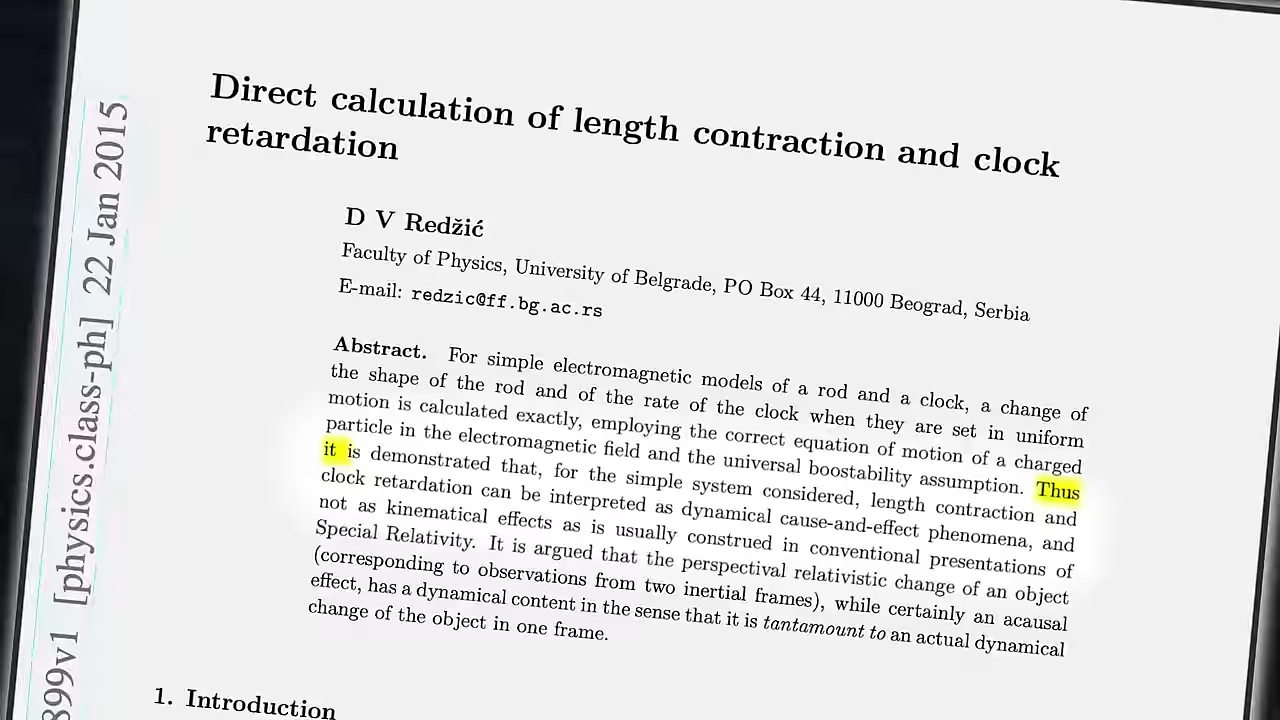 Direct calculation of length contraction and clock
retardation
D V Redžić
Faculty of Physics, University of Belgrade, PO Box 44, 11000 Beograd, Serbia
E-mail: redzic@ff.bg.ac.rs
Abstract. For simple electromagnetic models of a rod and a clock, a change of
the shape of the rod and of the rate of the clock when they are set in uniform
motion is calculated exactly, employing the correct equation of motion of a charged
particle in the electromagnetic field and the universal boostability assumption. Thus
it is demonstrated that, for the simple system considered, length contraction and
clock retardation can be interpreted as dynamical cause-and-effect phenomena, and
not as kinematical effects as is usually construed in conventional presentations of
Special Relativity. It is argued that the perspectival relativistic change of an object
(corresponding to observations from two inertial frames), while certainly an acausal
effect, has a dynamical content in the sense that it is tantamount to an actual dynamical
change of the object in one frame.
1. Introduction
899v1 [physics.class-ph] 22 Jan 2015